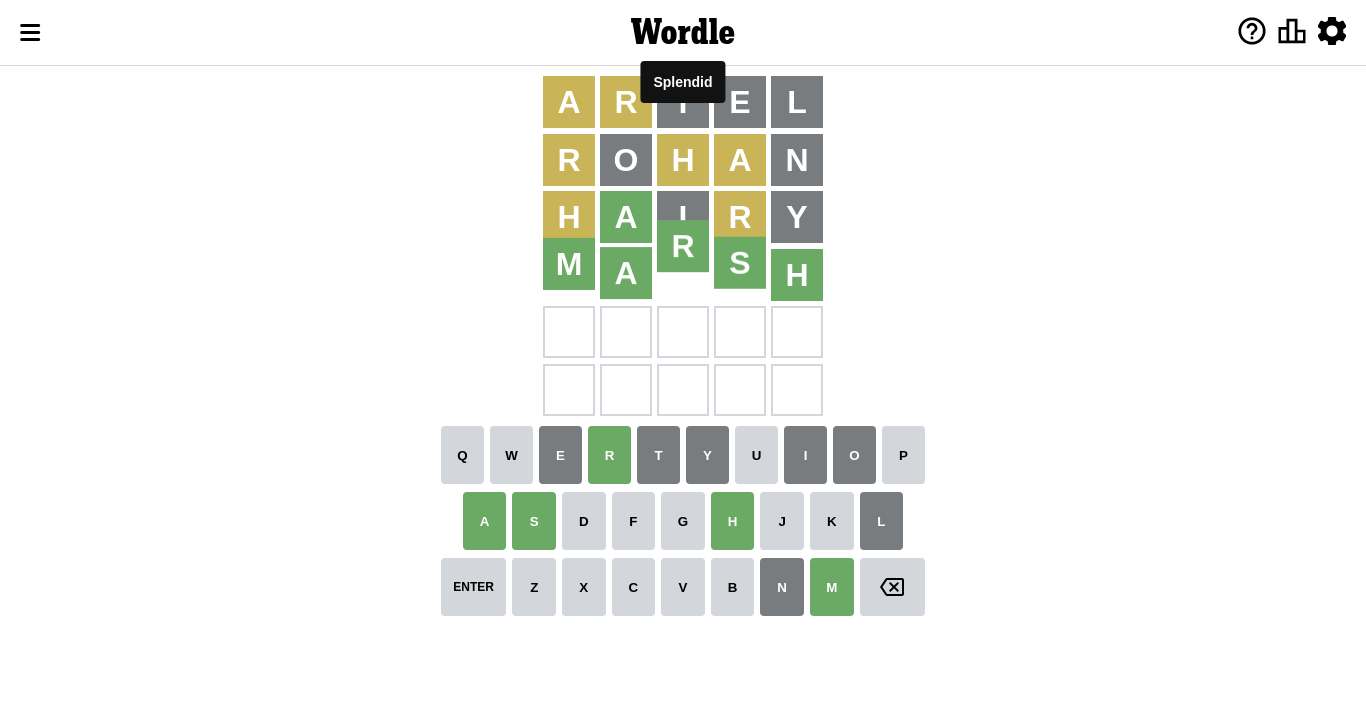 Wordle
Splendid
A R T E L
R O H A N
H A I R Y
M A R S H
Q W E R T Y U I O P
A S D F G H J K L
ENTER Z X C V B N M